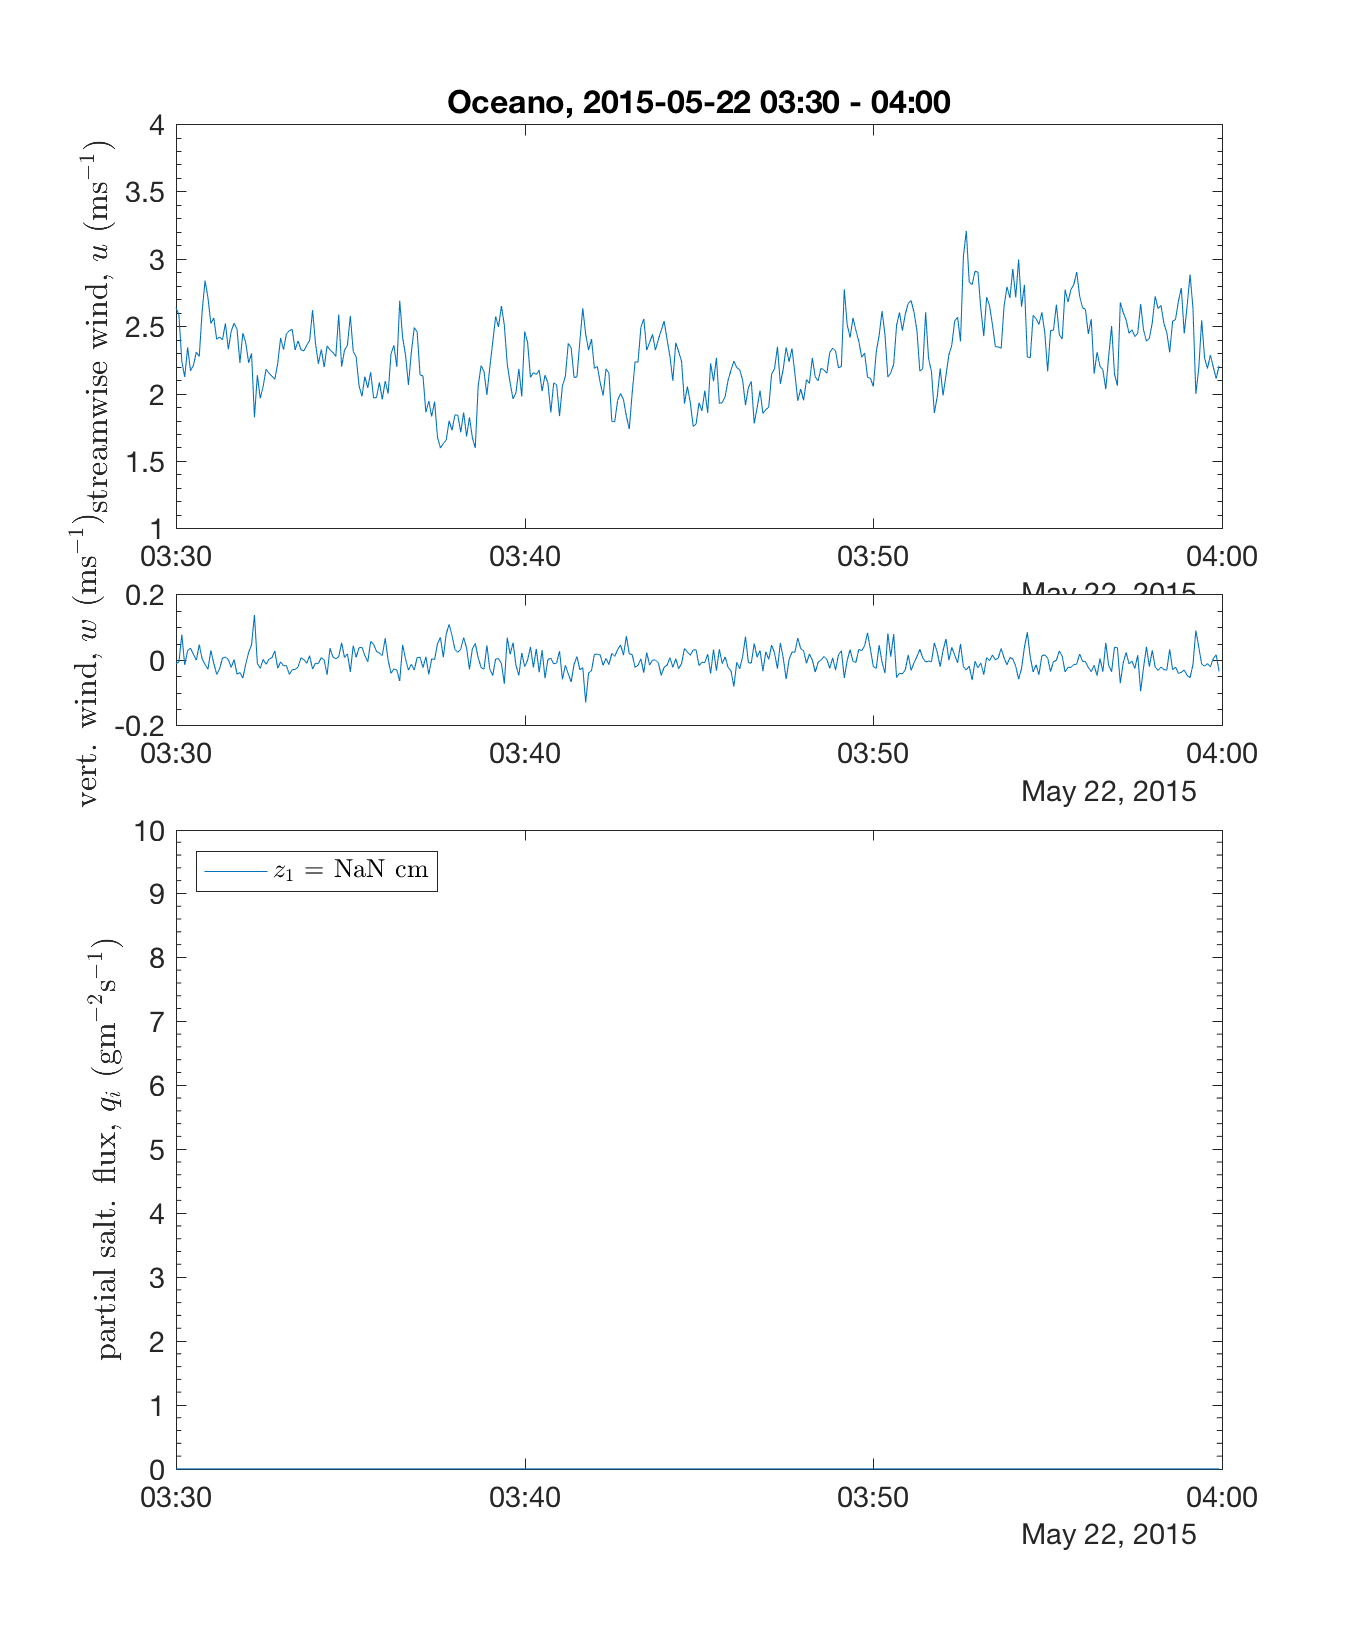 Oceano, 2015-05-22 03:30 - 04:00
streamwise wind, u (ms⁻¹)
4
3.5
3
2.5
2
1.5
1
03:30 03:40 03:50 04:00
May 22, 2015
vert. wind, w (ms⁻¹)
0.2
0
-0.2
03:30 03:40 03:50 04:00
May 22, 2015
partial salt. flux, qᵢ (gm⁻²s⁻¹)
10
9
8
7
6
5
4
3
2
1
0
z₁ = NaN cm
03:30 03:40 03:50 04:00
May 22, 2015